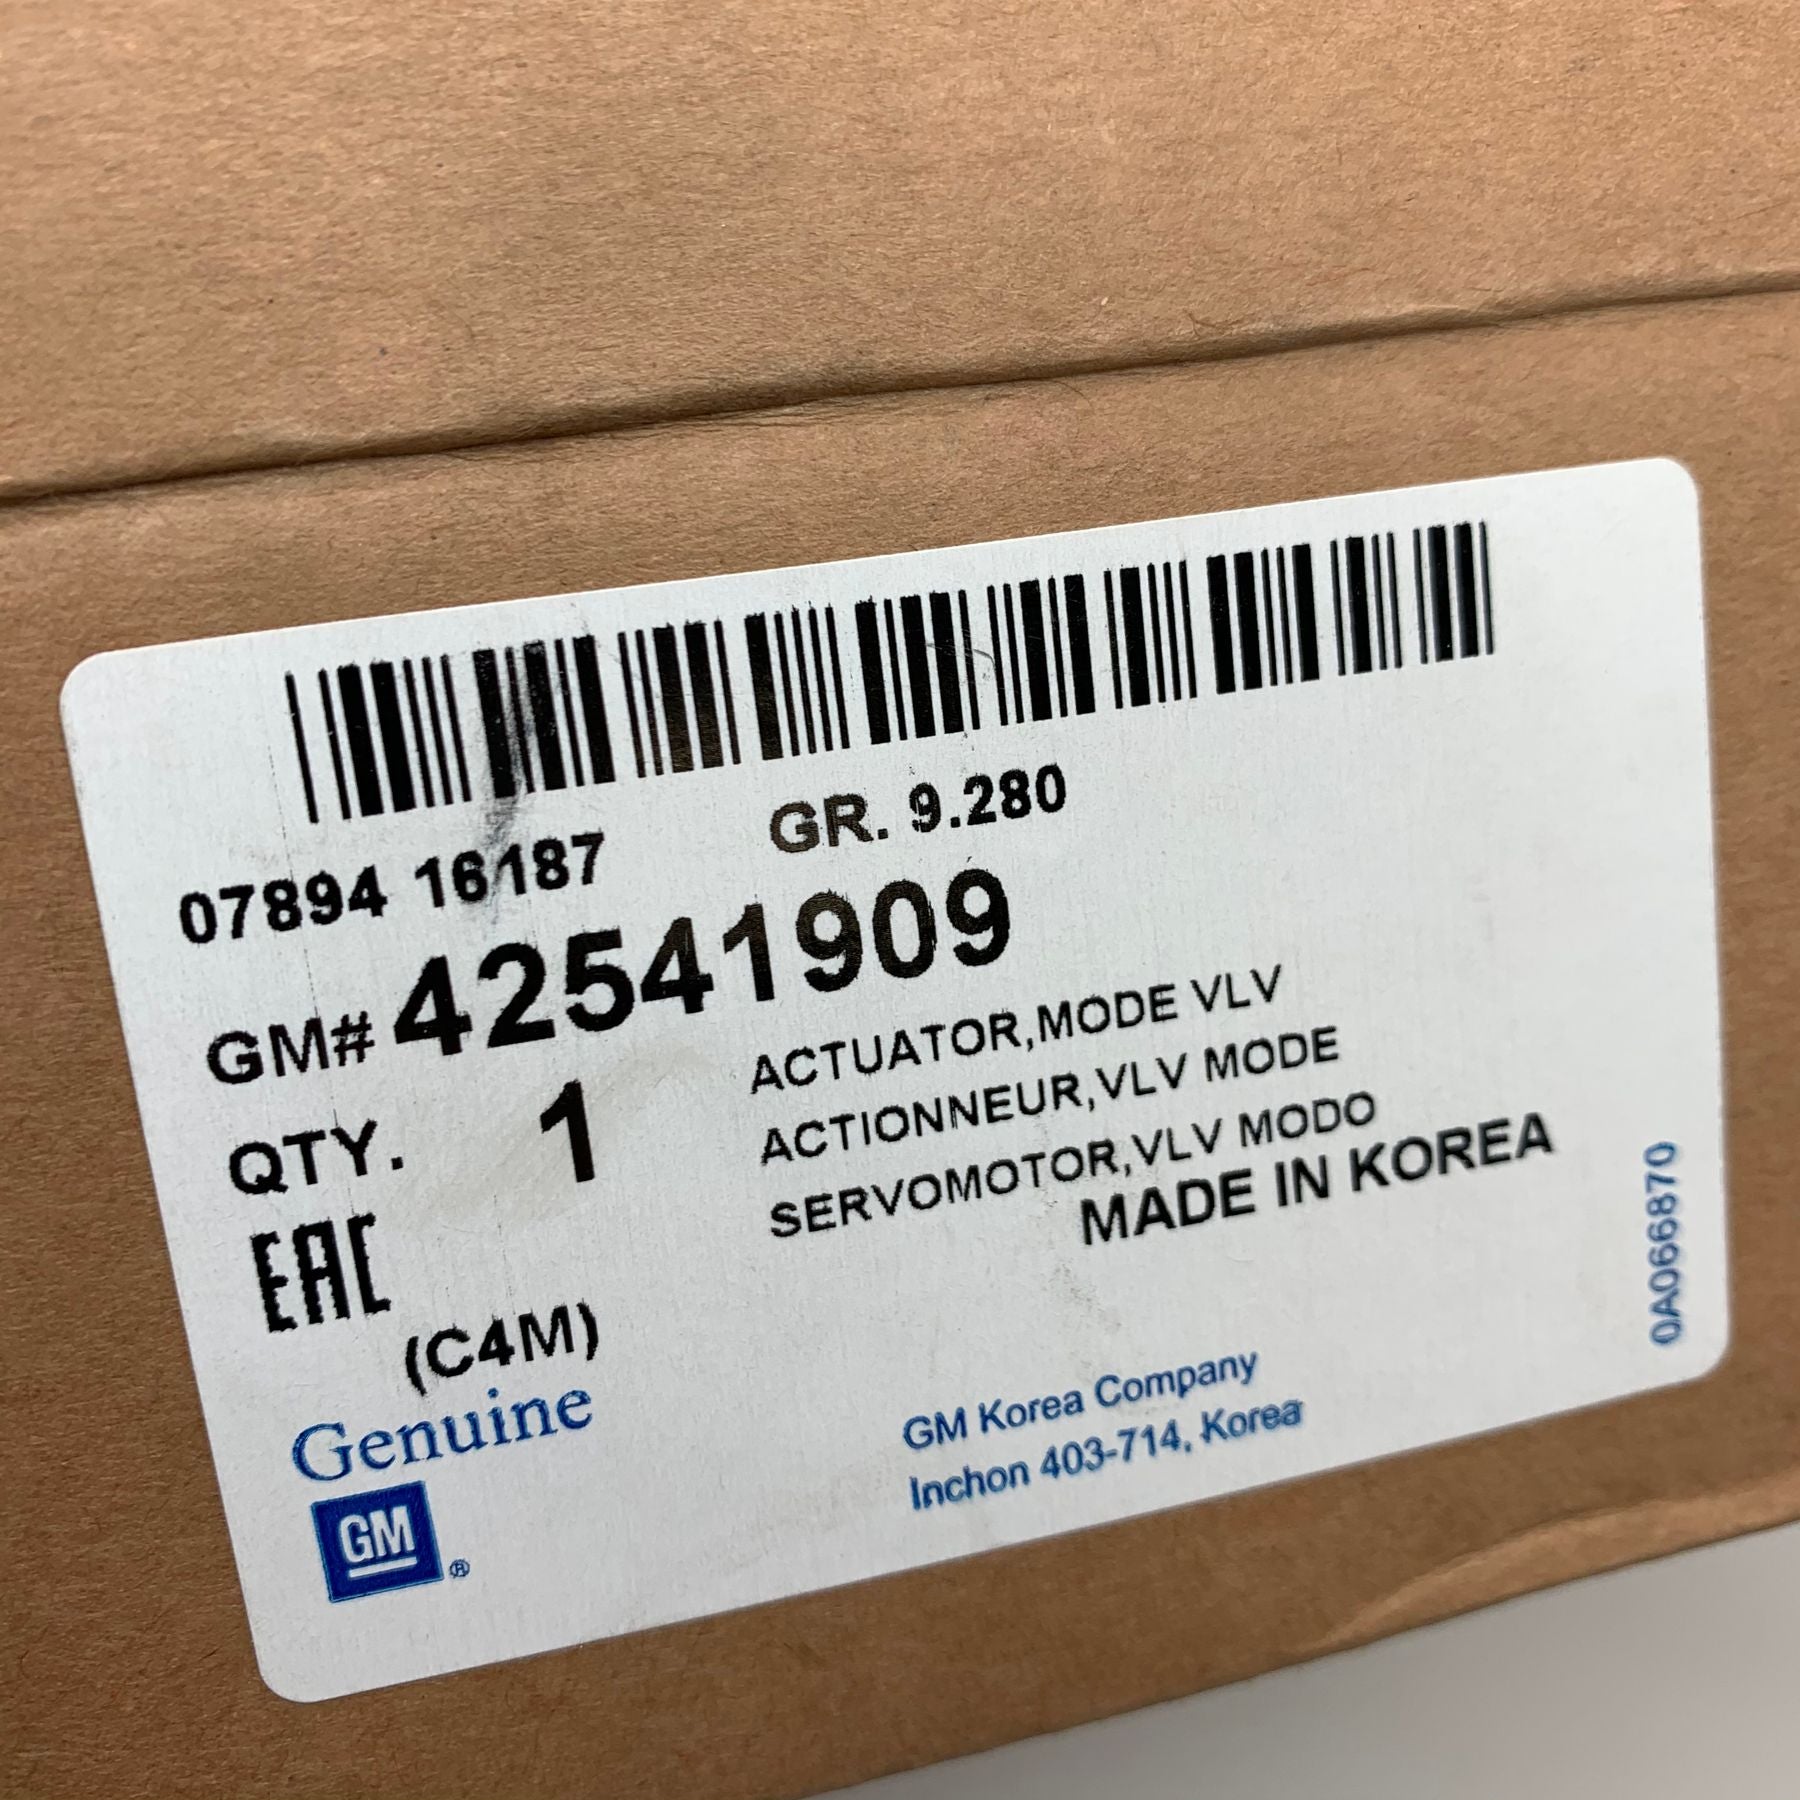 07894 16187
GR. 9.280
GM# 42541909
QTY. 1
ACTUATOR,MODE VLV
ACTIONNEUR,VLV MODE
SERVOMOTOR,VLV MODO
MADE IN KOREA
EAC
(C4M)
Genuine
GM
®
GM Korea Company
Inchon 403-714, Korea
0A066870